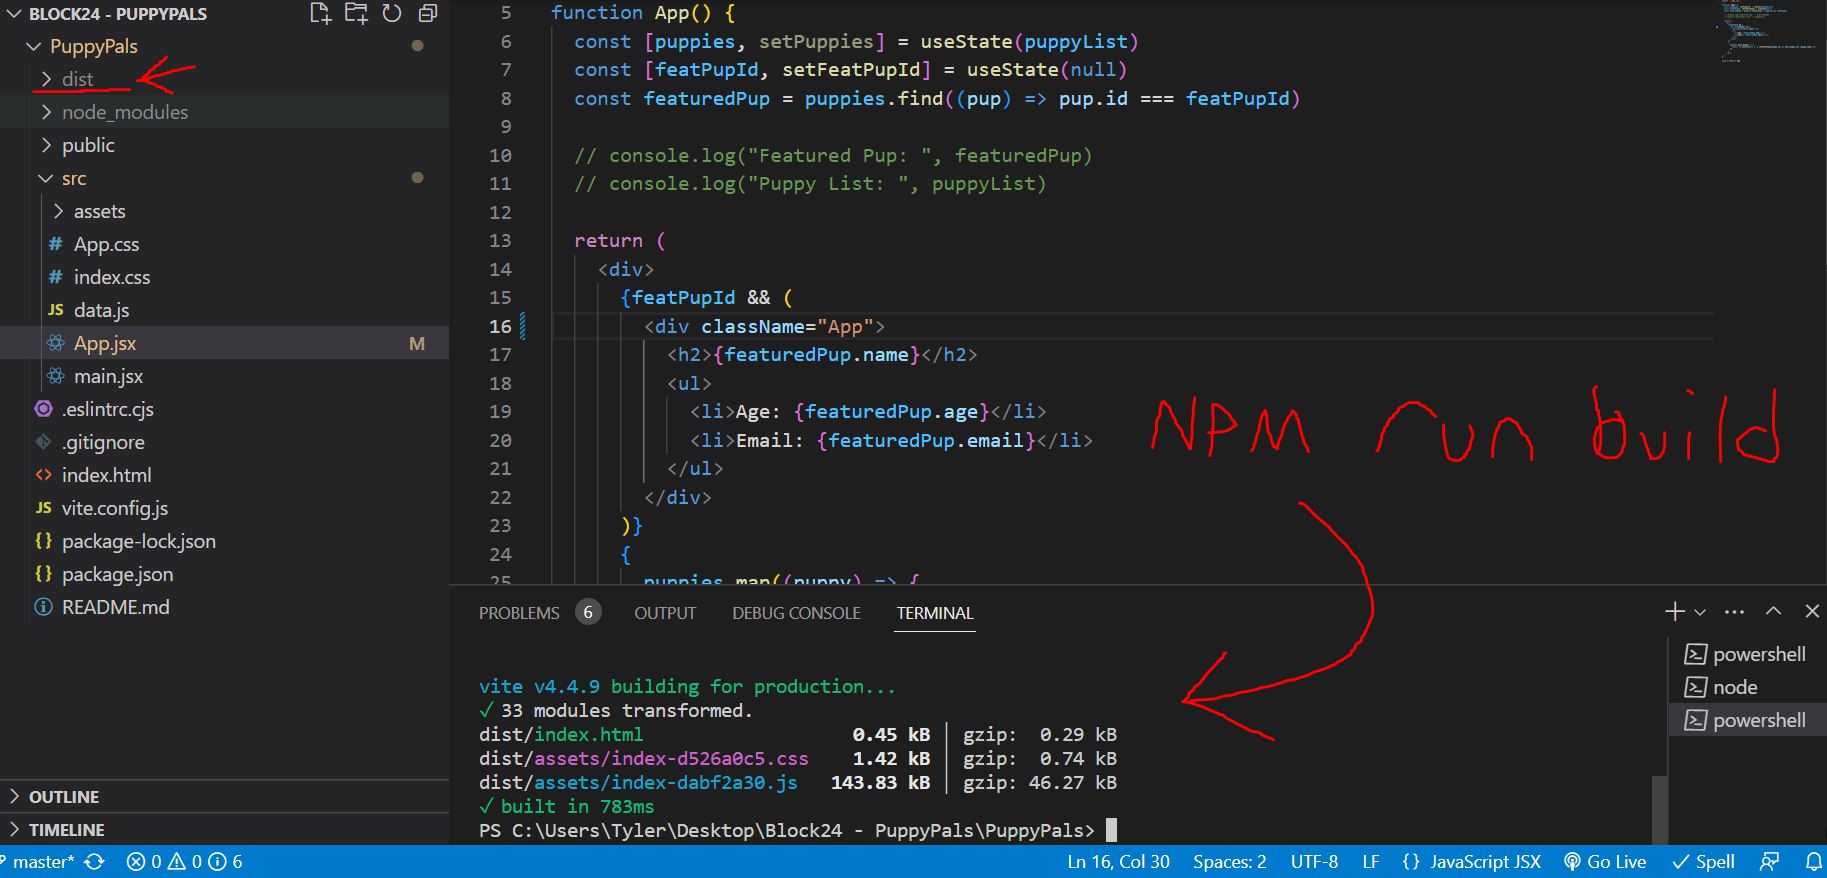 BLOCK24 - PUPPYPALS
PuppyPals
dist
node_modules
public
src
assets
# App.css
# index.css
JS data.js
App.jsx M
main.jsx
.eslintrc.cjs
.gitignore
<> index.html
JS vite.config.js
{} package-lock.json
{} package.json
README.md
OUTLINE
TIMELINE
5 function App() {
6 const [puppies, setPuppies] = useState(puppyList)
7 const [featPupId, setFeatPupId] = useState(null)
8 const featuredPup = puppies.find((pup) => pup.id === featPupId)
9
10 // console.log("Featured Pup: ", featuredPup)
11 // console.log("Puppy List: ", puppyList)
12
13 return (
14 <div>
15 {featPupId && (
16 <div className="App">
17 <h2>{featuredPup.name}</h2>
18 <ul>
19 <li>Age: {featuredPup.age}</li>
20 <li>Email: {featuredPup.email}</li>
21 </ul>
22 </div>
23 )}
24 {
25 puppies.map((puppy) => {
NPM run build
PROBLEMS 6 OUTPUT DEBUG CONSOLE TERMINAL
vite v4.4.9 building for production...
✓ 33 modules transformed.
dist/index.html 0.45 kB │ gzip: 0.29 kB
dist/assets/index-d526a0c5.css 1.42 kB │ gzip: 0.74 kB
dist/assets/index-dabf2a30.js 143.83 kB │ gzip: 46.27 kB
✓ built in 783ms
PS C:\Users\Tyler\Desktop\Block24 - PuppyPals\PuppyPals>
powershell
node
powershell
master* 0 0 6 Ln 16, Col 30 Spaces: 2 UTF-8 LF {} JavaScript JSX Go Live Spell